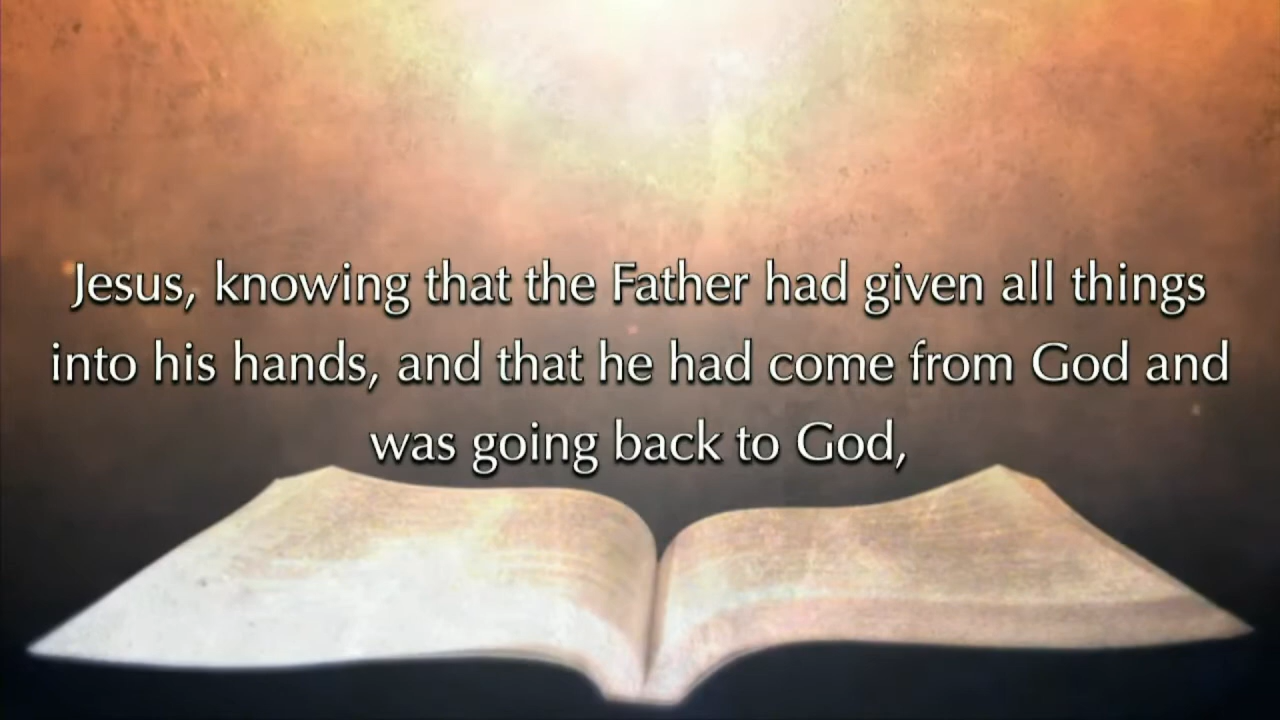 Jesus, knowing that the Father had given all things
into his hands, and that he had come from God and
was going back to God,